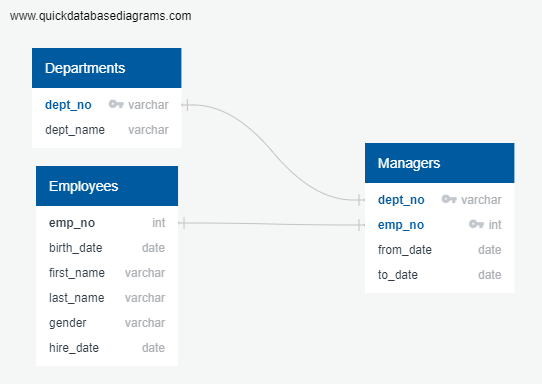 www.quickdatabasediagrams.com
Departments
dept_no varchar
dept_name varchar
Employees
emp_no int
birth_date date
first_name varchar
last_name varchar
gender varchar
hire_date date
Managers
dept_no varchar
emp_no int
from_date date
to_date date